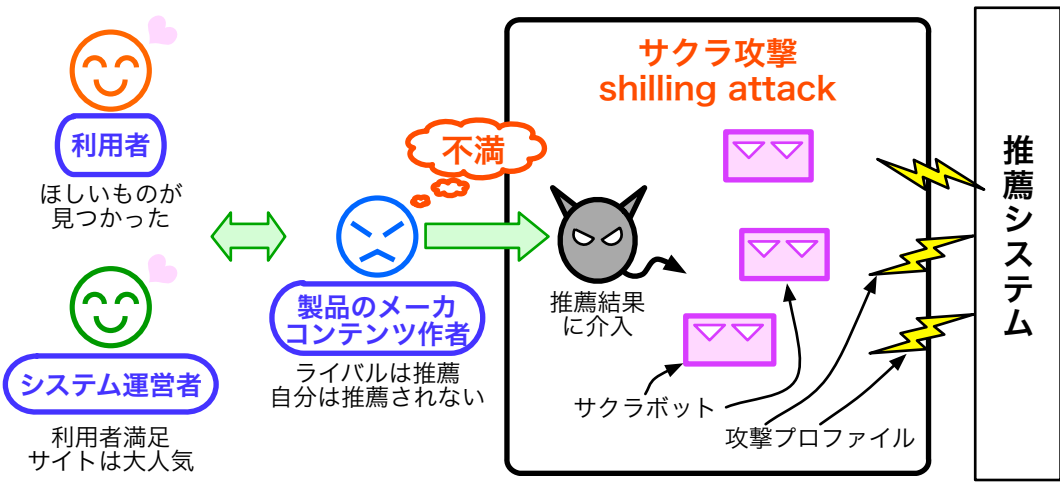 利用者
ほしいものが
見つかった
システム運営者
利用者満足
サイトは大人気
不満
製品のメーカ
コンテンツ作者
ライバルは推薦
自分は推薦されない
サクラ攻撃
shilling attack
推薦結果
に介入
サクラボット
攻撃プロファイル
推薦システム